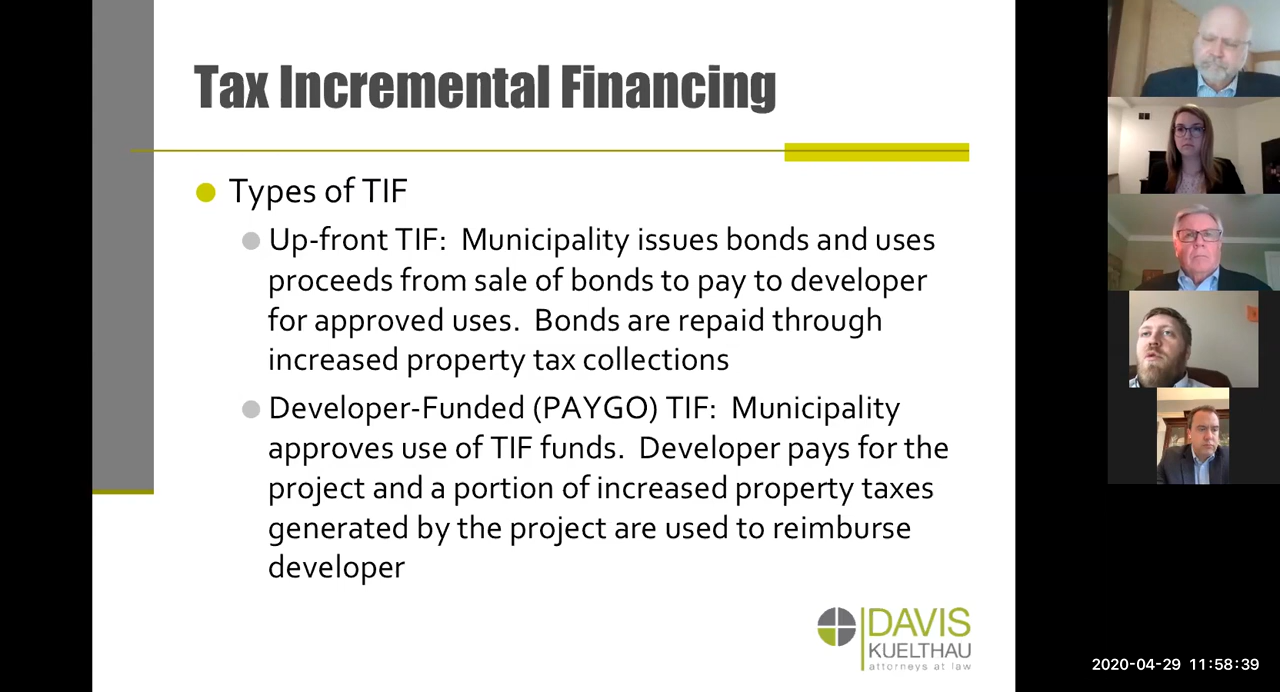 Tax Incremental Financing
Types of TIF
Up-front TIF:  Municipality issues bonds and uses
proceeds from sale of bonds to pay to developer
for approved uses.  Bonds are repaid through
increased property tax collections
Developer-Funded (PAYGO) TIF:  Municipality
approves use of TIF funds.  Developer pays for the
project and a portion of increased property taxes
generated by the project are used to reimburse
developer
DAVIS
KUELTHAU
attorneys at law
2020-04-29 11:58:39